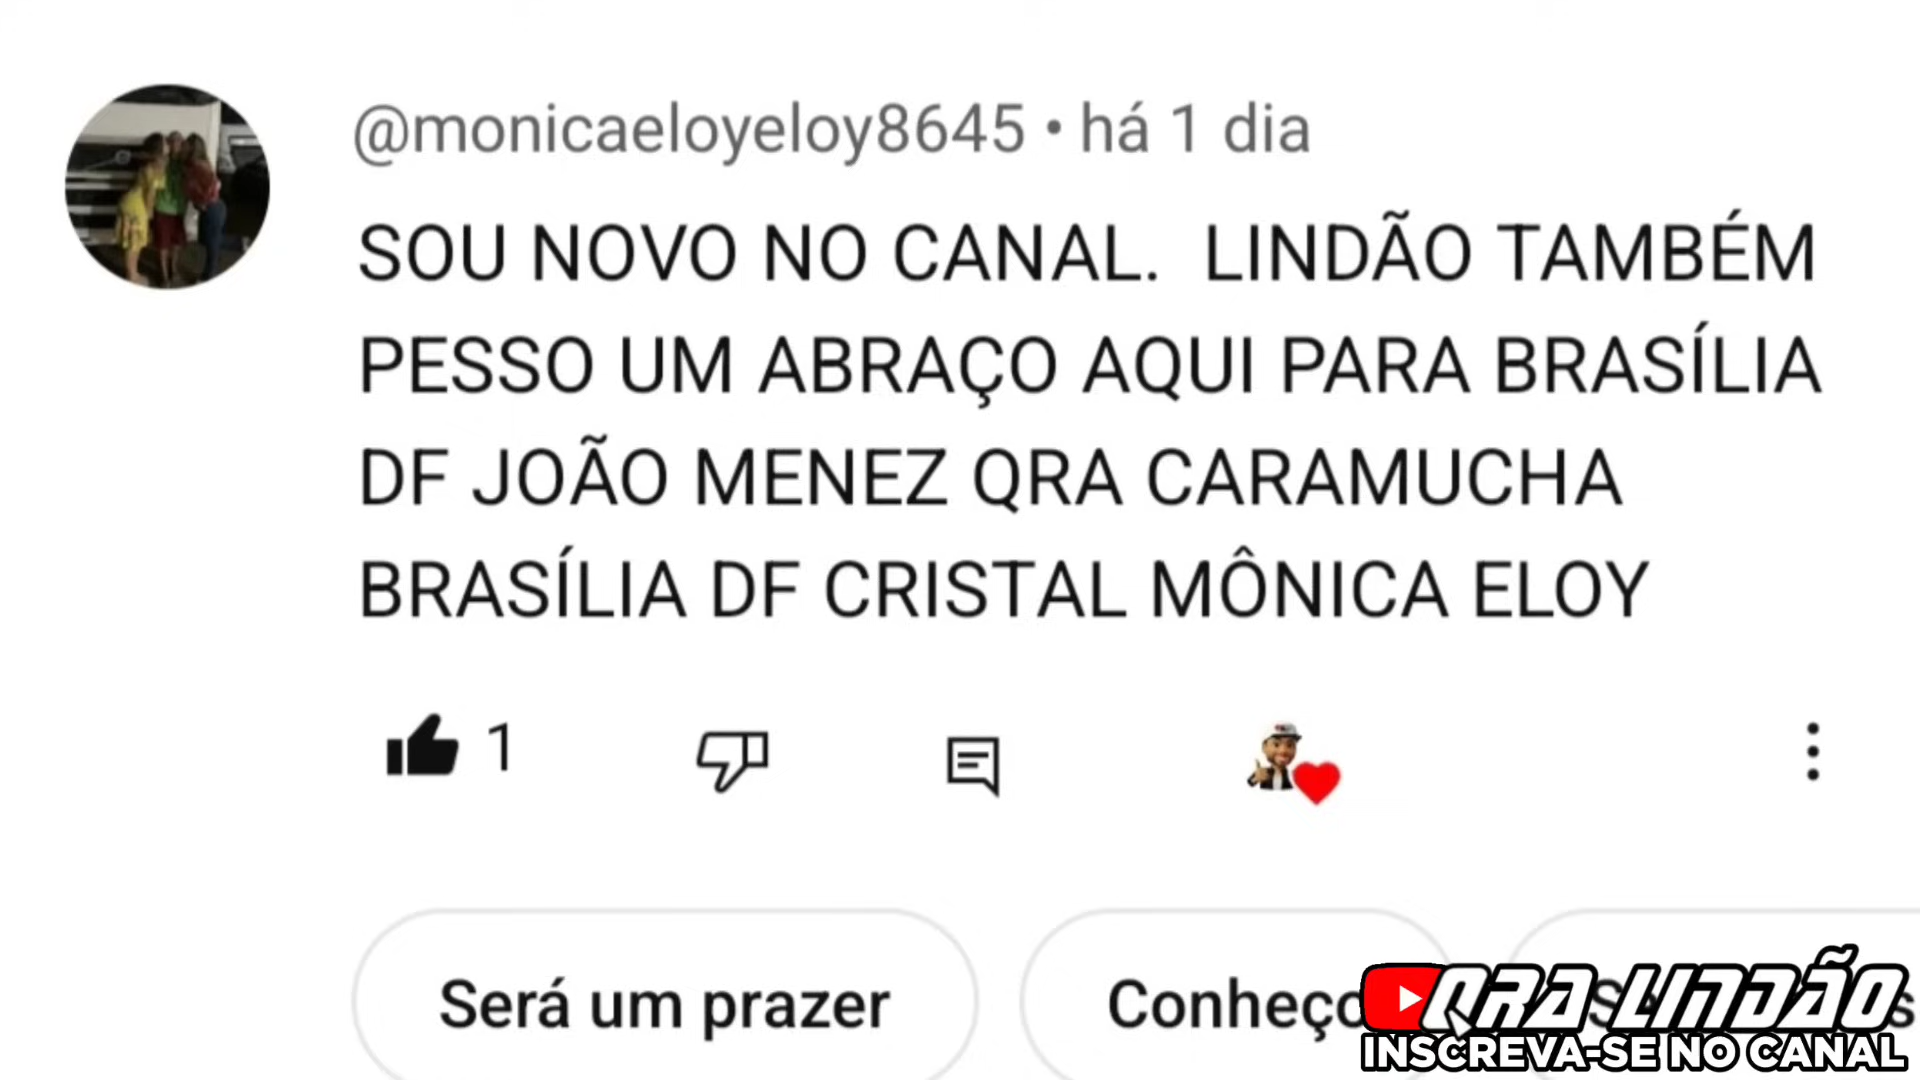 @monicaeloyeloy8645 • há 1 dia
SOU NOVO NO CANAL.  LINDÃO TAMBÉM
PESSO UM ABRAÇO AQUI PARA BRASÍLIA
DF JOÃO MENEZ QRA CARAMUCHA
BRASÍLIA DF CRISTAL MÔNICA ELOY
1
Será um prazer
Conheço
QRA LINDÃO
INSCREVA-SE NO CANAL